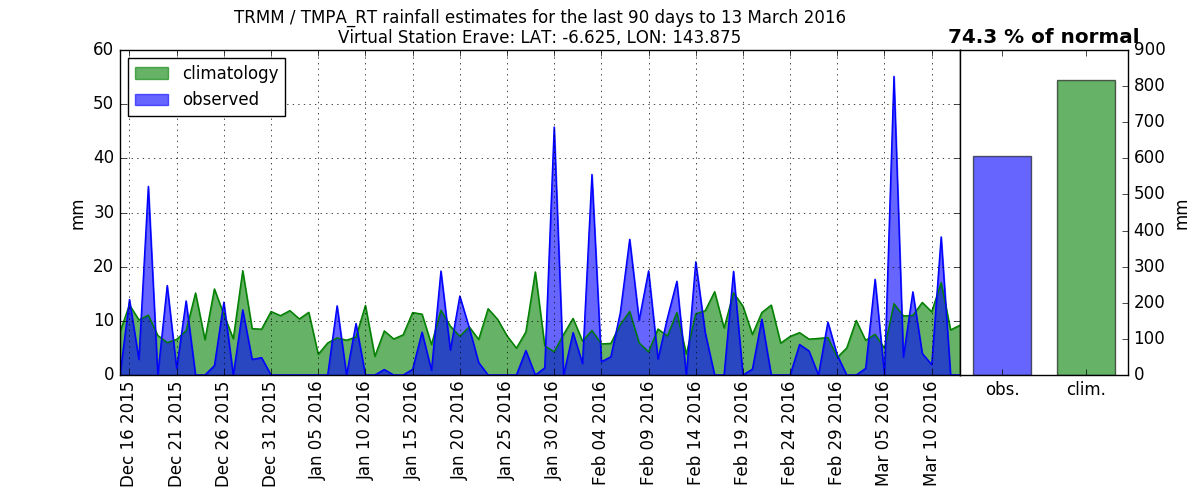 TRMM / TMPA_RT rainfall estimates for the last 90 days to 13 March 2016
Virtual Station Erave: LAT: -6.625, LON: 143.875
74.3 % of normal
climatology
observed
mm
60
50
40
30
20
10
0
900
800
700
600
500
400
300
200
100
0
mm
Dec 16 2015
Dec 21 2015
Dec 26 2015
Dec 31 2015
Jan 05 2016
Jan 10 2016
Jan 15 2016
Jan 20 2016
Jan 25 2016
Jan 30 2016
Feb 04 2016
Feb 09 2016
Feb 14 2016
Feb 19 2016
Feb 24 2016
Feb 29 2016
Mar 05 2016
Mar 10 2016
obs.
clim.